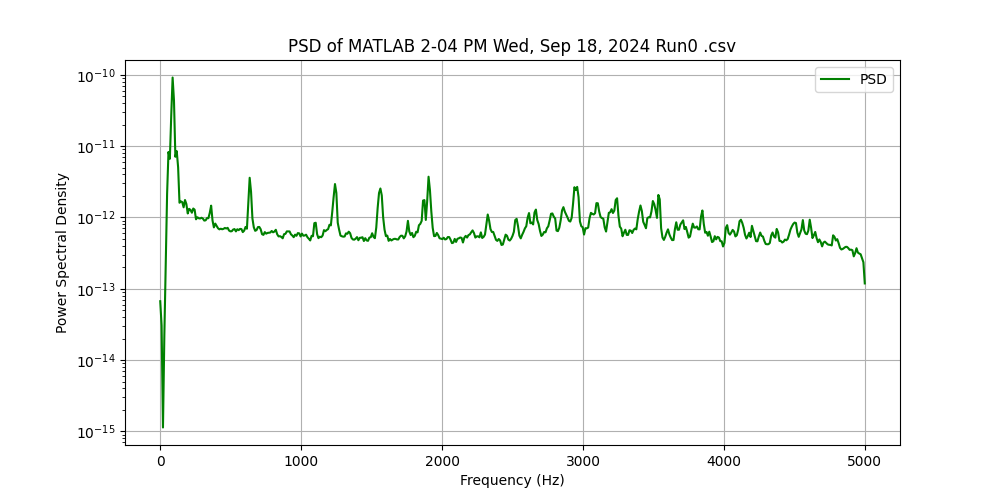 PSD of MATLAB 2-04 PM Wed, Sep 18, 2024 Run0 .csv
PSD
Power Spectral Density
10⁻¹⁰
10⁻¹¹
10⁻¹²
10⁻¹³
10⁻¹⁴
10⁻¹⁵
0 1000 2000 3000 4000 5000
Frequency (Hz)